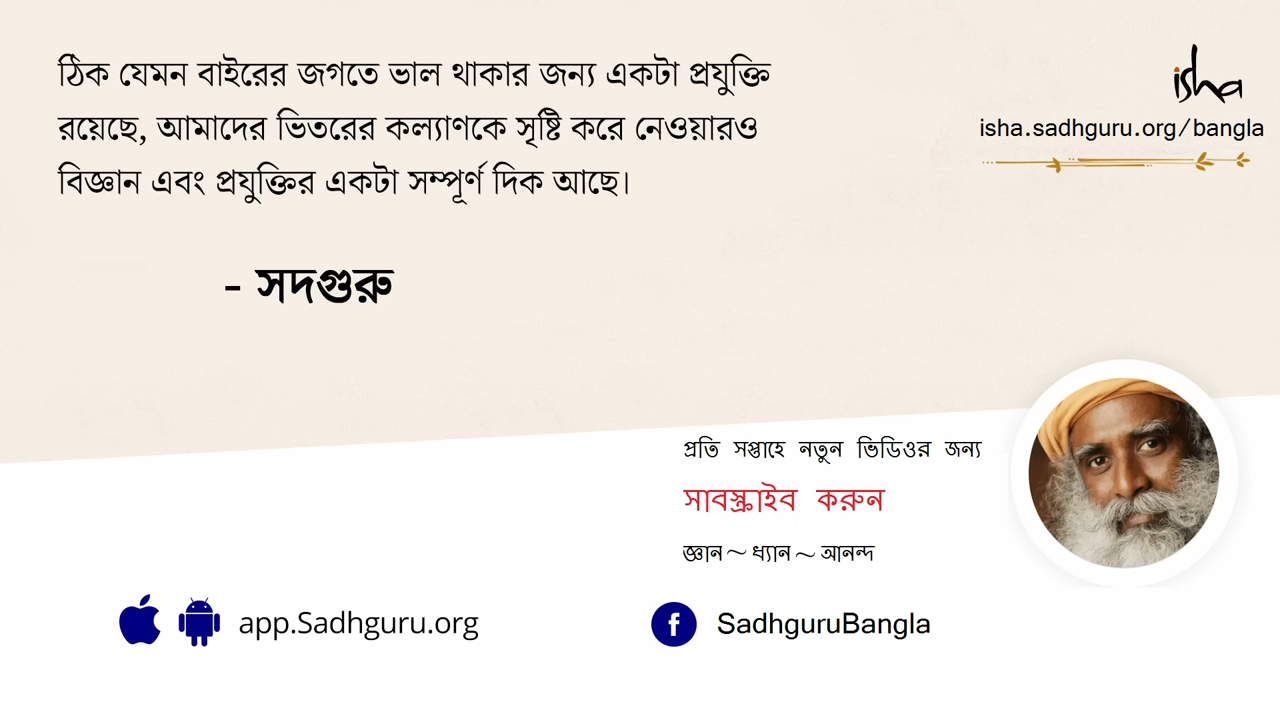 ঠিক যেমন বাইরের জগতে ভাল থাকার জন্য একটা প্রযুক্তি
রয়েছে, আমাদের ভিতরের কল্যাণকে সৃষ্টি করে নেওয়ারও
বিজ্ঞান এবং প্রযুক্তির একটা সম্পূর্ণ দিক আছে।
- সদগুরু
isha
isha.sadhguru.org/bangla
প্রতি সপ্তাহে নতুন ভিডিওর জন্য
সাবস্ক্রাইব করুন
জ্ঞান ~ ধ্যান ~ আনন্দ
app.Sadhguru.org
f SadhguruBangla